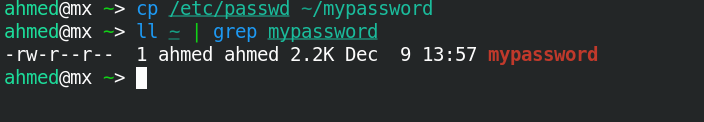 ahmed@mx ~> cp /etc/passwd ~/mypassword
ahmed@mx ~> ll ~ | grep mypassword
-rw-r--r--  1 ahmed ahmed 2.2K Dec  9 13:57 mypassword
ahmed@mx ~>